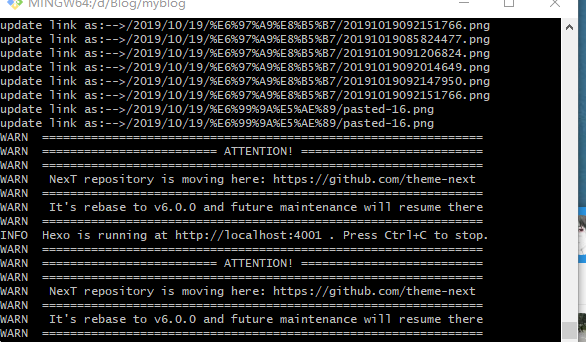 MINGW64:/d/Blog/myblog
update link as:-->/2019/10/19/%E6%97%A9%E8%B5%B7/20191019092151766.png
update link as:-->/2019/10/19/%E6%97%A9%E8%B5%B7/20191019085824477.png
update link as:-->/2019/10/19/%E6%97%A9%E8%B5%B7/20191019091206824.png
update link as:-->/2019/10/19/%E6%97%A9%E8%B5%B7/20191019092014649.png
update link as:-->/2019/10/19/%E6%97%A9%E8%B5%B7/20191019092147950.png
update link as:-->/2019/10/19/%E6%97%A9%E8%B5%B7/20191019092151766.png
update link as:-->/2019/10/19/%E6%99%9A%E5%AE%89/pasted-16.png
update link as:-->/2019/10/19/%E6%99%9A%E5%AE%89/pasted-16.png
WARN  ===============================================================
WARN  ========================= ATTENTION! ==========================
WARN  ===============================================================
WARN   NexT repository is moving here: https://github.com/theme-next
WARN  ===============================================================
WARN   It's rebase to v6.0.0 and future maintenance will resume there
WARN  ===============================================================
INFO  Hexo is running at http://localhost:4001 . Press Ctrl+C to stop.
WARN  ===============================================================
WARN  ========================= ATTENTION! ==========================
WARN  ===============================================================
WARN   NexT repository is moving here: https://github.com/theme-next
WARN  ===============================================================
WARN   It's rebase to v6.0.0 and future maintenance will resume there
WARN  ===============================================================